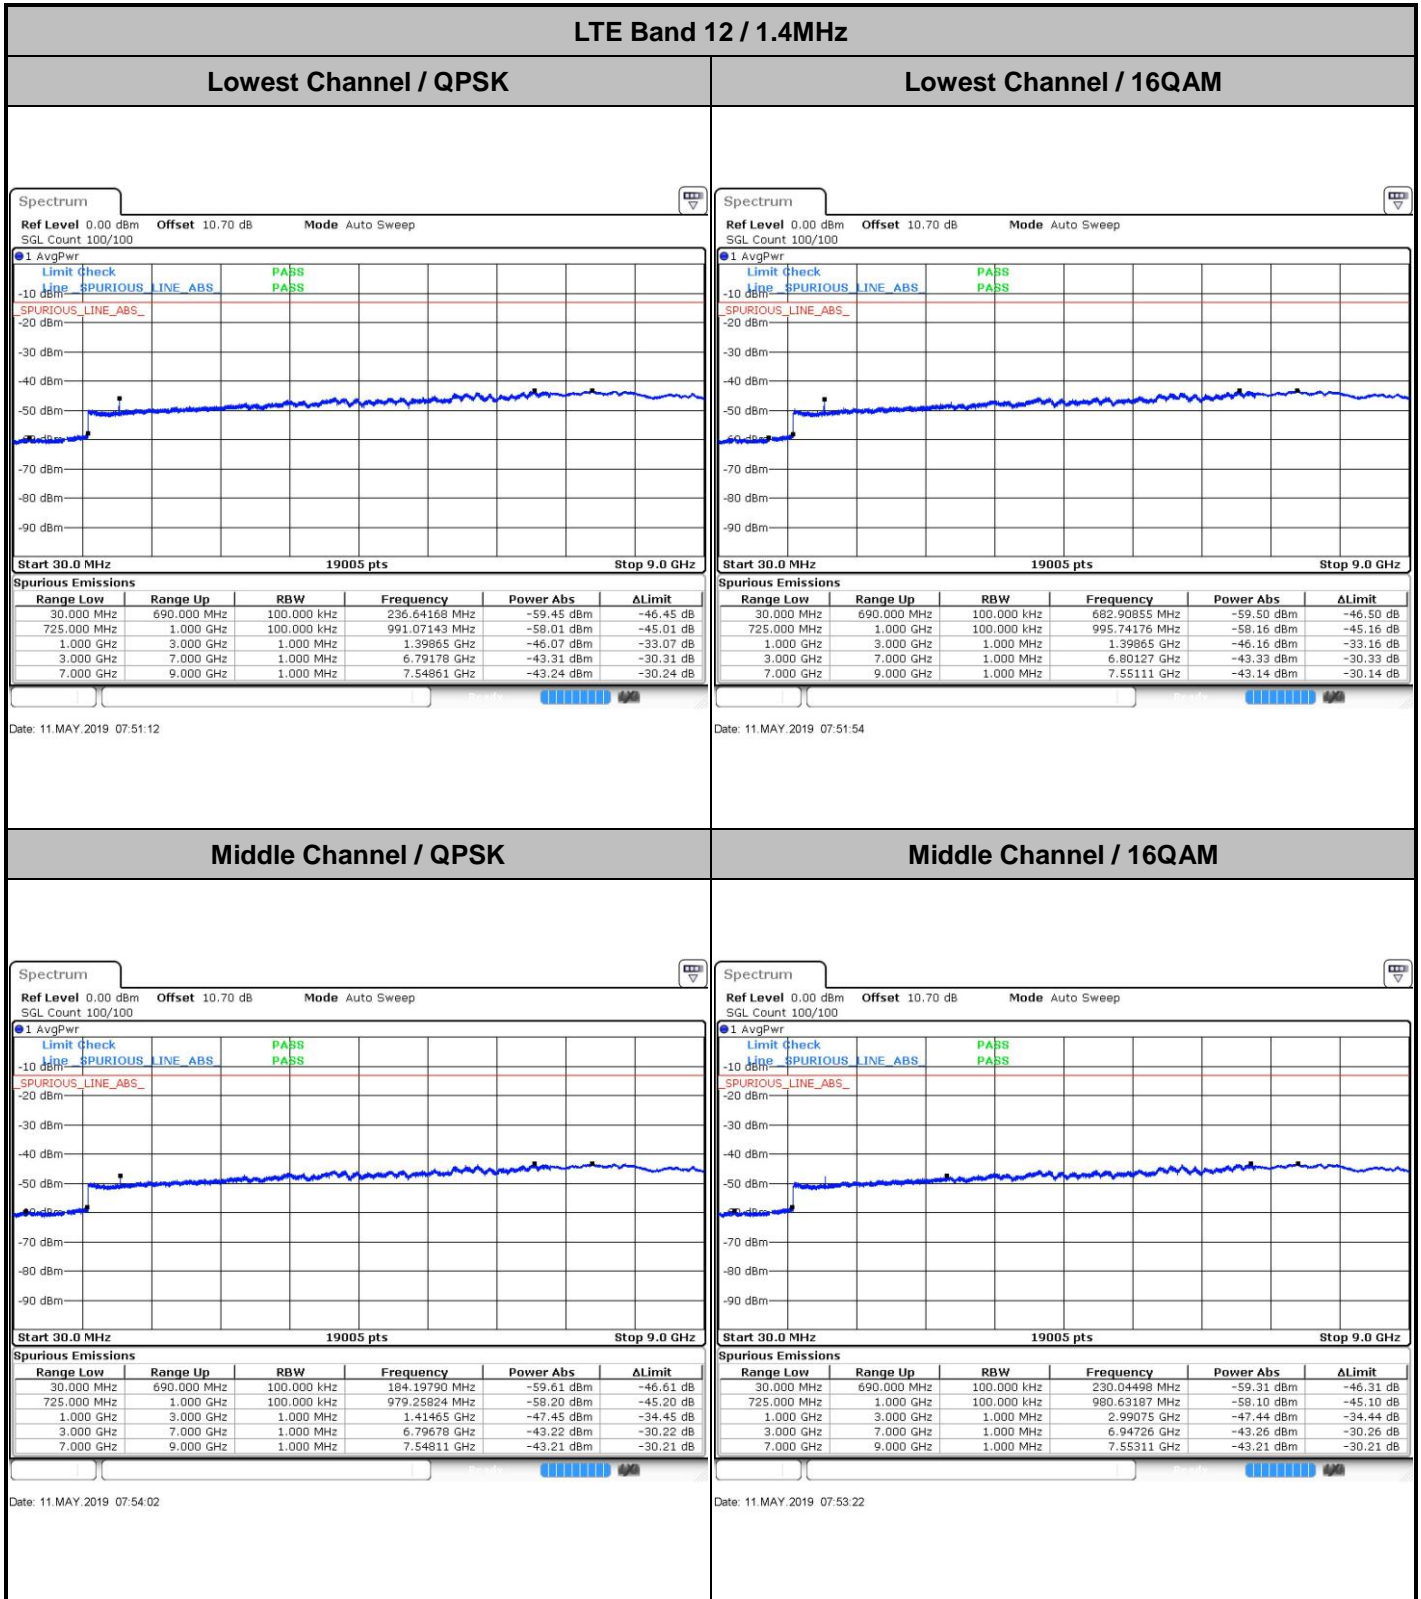 LTE Band 12 / 1.4MHz
Lowest Channel / QPSK
Lowest Channel / 16QAM
Spectrum
Ref Level 0.00 dBm Offset 10.70 dB Mode Auto Sweep
SGL Count 100/100
1 AvgPwr
Limit Check PASS
Line _SPURIOUS_LINE_ABS_ PASS
-10 dBm
_SPURIOUS_LINE_ABS_
-20 dBm
-30 dBm
-40 dBm
-50 dBm
-60 dBm
-70 dBm
-80 dBm
-90 dBm
Start 30.0 MHz 19005 pts Stop 9.0 GHz
Spurious Emissions
Range Low Range Up RBW Frequency Power Abs ΔLimit
30.000 MHz 690.000 MHz 100.000 kHz 236.64168 MHz -59.45 dBm -46.45 dB
725.000 MHz 1.000 GHz 100.000 kHz 991.07143 MHz -58.01 dBm -45.01 dB
1.000 GHz 3.000 GHz 1.000 MHz 1.39865 GHz -46.07 dBm -33.07 dB
3.000 GHz 7.000 GHz 1.000 MHz 6.79178 GHz -43.31 dBm -30.31 dB
7.000 GHz 9.000 GHz 1.000 MHz 7.54861 GHz -43.24 dBm -30.24 dB
Date: 11.MAY.2019 07:51:12
Spectrum
Ref Level 0.00 dBm Offset 10.70 dB Mode Auto Sweep
SGL Count 100/100
1 AvgPwr
Limit Check PASS
Line _SPURIOUS_LINE_ABS_ PASS
-10 dBm
_SPURIOUS_LINE_ABS_
-20 dBm
-30 dBm
-40 dBm
-50 dBm
-60 dBm
-70 dBm
-80 dBm
-90 dBm
Start 30.0 MHz 19005 pts Stop 9.0 GHz
Spurious Emissions
Range Low Range Up RBW Frequency Power Abs ΔLimit
30.000 MHz 690.000 MHz 100.000 kHz 682.90855 MHz -59.50 dBm -46.50 dB
725.000 MHz 1.000 GHz 100.000 kHz 995.74176 MHz -58.16 dBm -45.16 dB
1.000 GHz 3.000 GHz 1.000 MHz 1.39865 GHz -46.16 dBm -33.16 dB
3.000 GHz 7.000 GHz 1.000 MHz 6.80127 GHz -43.33 dBm -30.33 dB
7.000 GHz 9.000 GHz 1.000 MHz 7.55111 GHz -43.14 dBm -30.14 dB
Date: 11.MAY.2019 07:51:54
Middle Channel / QPSK
Middle Channel / 16QAM
Spectrum
Ref Level 0.00 dBm Offset 10.70 dB Mode Auto Sweep
SGL Count 100/100
1 AvgPwr
Limit Check PASS
Line _SPURIOUS_LINE_ABS_ PASS
-10 dBm
_SPURIOUS_LINE_ABS_
-20 dBm
-30 dBm
-40 dBm
-50 dBm
-60 dBm
-70 dBm
-80 dBm
-90 dBm
Start 30.0 MHz 19005 pts Stop 9.0 GHz
Spurious Emissions
Range Low Range Up RBW Frequency Power Abs ΔLimit
30.000 MHz 690.000 MHz 100.000 kHz 184.19790 MHz -59.61 dBm -46.61 dB
725.000 MHz 1.000 GHz 100.000 kHz 979.25824 MHz -58.20 dBm -45.20 dB
1.000 GHz 3.000 GHz 1.000 MHz 1.41465 GHz -47.45 dBm -34.45 dB
3.000 GHz 7.000 GHz 1.000 MHz 6.79678 GHz -43.22 dBm -30.22 dB
7.000 GHz 9.000 GHz 1.000 MHz 7.54811 GHz -43.21 dBm -30.21 dB
Date: 11.MAY.2019 07:54:02
Spectrum
Ref Level 0.00 dBm Offset 10.70 dB Mode Auto Sweep
SGL Count 100/100
1 AvgPwr
Limit Check PASS
Line _SPURIOUS_LINE_ABS_ PASS
-10 dBm
_SPURIOUS_LINE_ABS_
-20 dBm
-30 dBm
-40 dBm
-50 dBm
-60 dBm
-70 dBm
-80 dBm
-90 dBm
Start 30.0 MHz 19005 pts Stop 9.0 GHz
Spurious Emissions
Range Low Range Up RBW Frequency Power Abs ΔLimit
30.000 MHz 690.000 MHz 100.000 kHz 230.04498 MHz -59.31 dBm -46.31 dB
725.000 MHz 1.000 GHz 100.000 kHz 980.63187 MHz -58.10 dBm -45.10 dB
1.000 GHz 3.000 GHz 1.000 MHz 2.99075 GHz -47.44 dBm -34.44 dB
3.000 GHz 7.000 GHz 1.000 MHz 6.94726 GHz -43.26 dBm -30.26 dB
7.000 GHz 9.000 GHz 1.000 MHz 7.55311 GHz -43.21 dBm -30.21 dB
Date: 11.MAY.2019 07:53:22